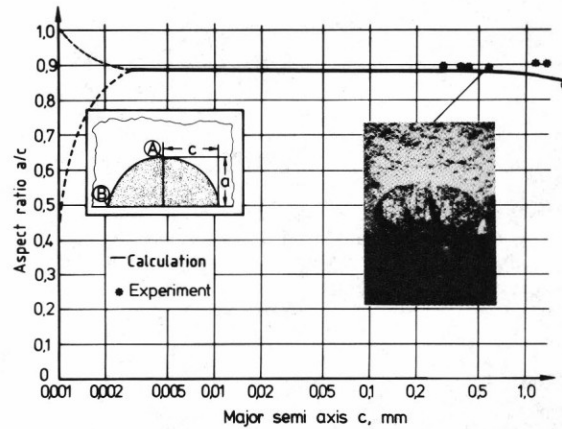 Aspect ratio a/c
1,0
0,9
0,8
0,7
0,6
0,5
0,4
0,3
0,2
0,1
0
A
c
a
B
— Calculation
● Experiment
0,001
0,002
0,005
0,01
0,02
0,1
0,2
0,5
1,0
Major semi axis c, mm